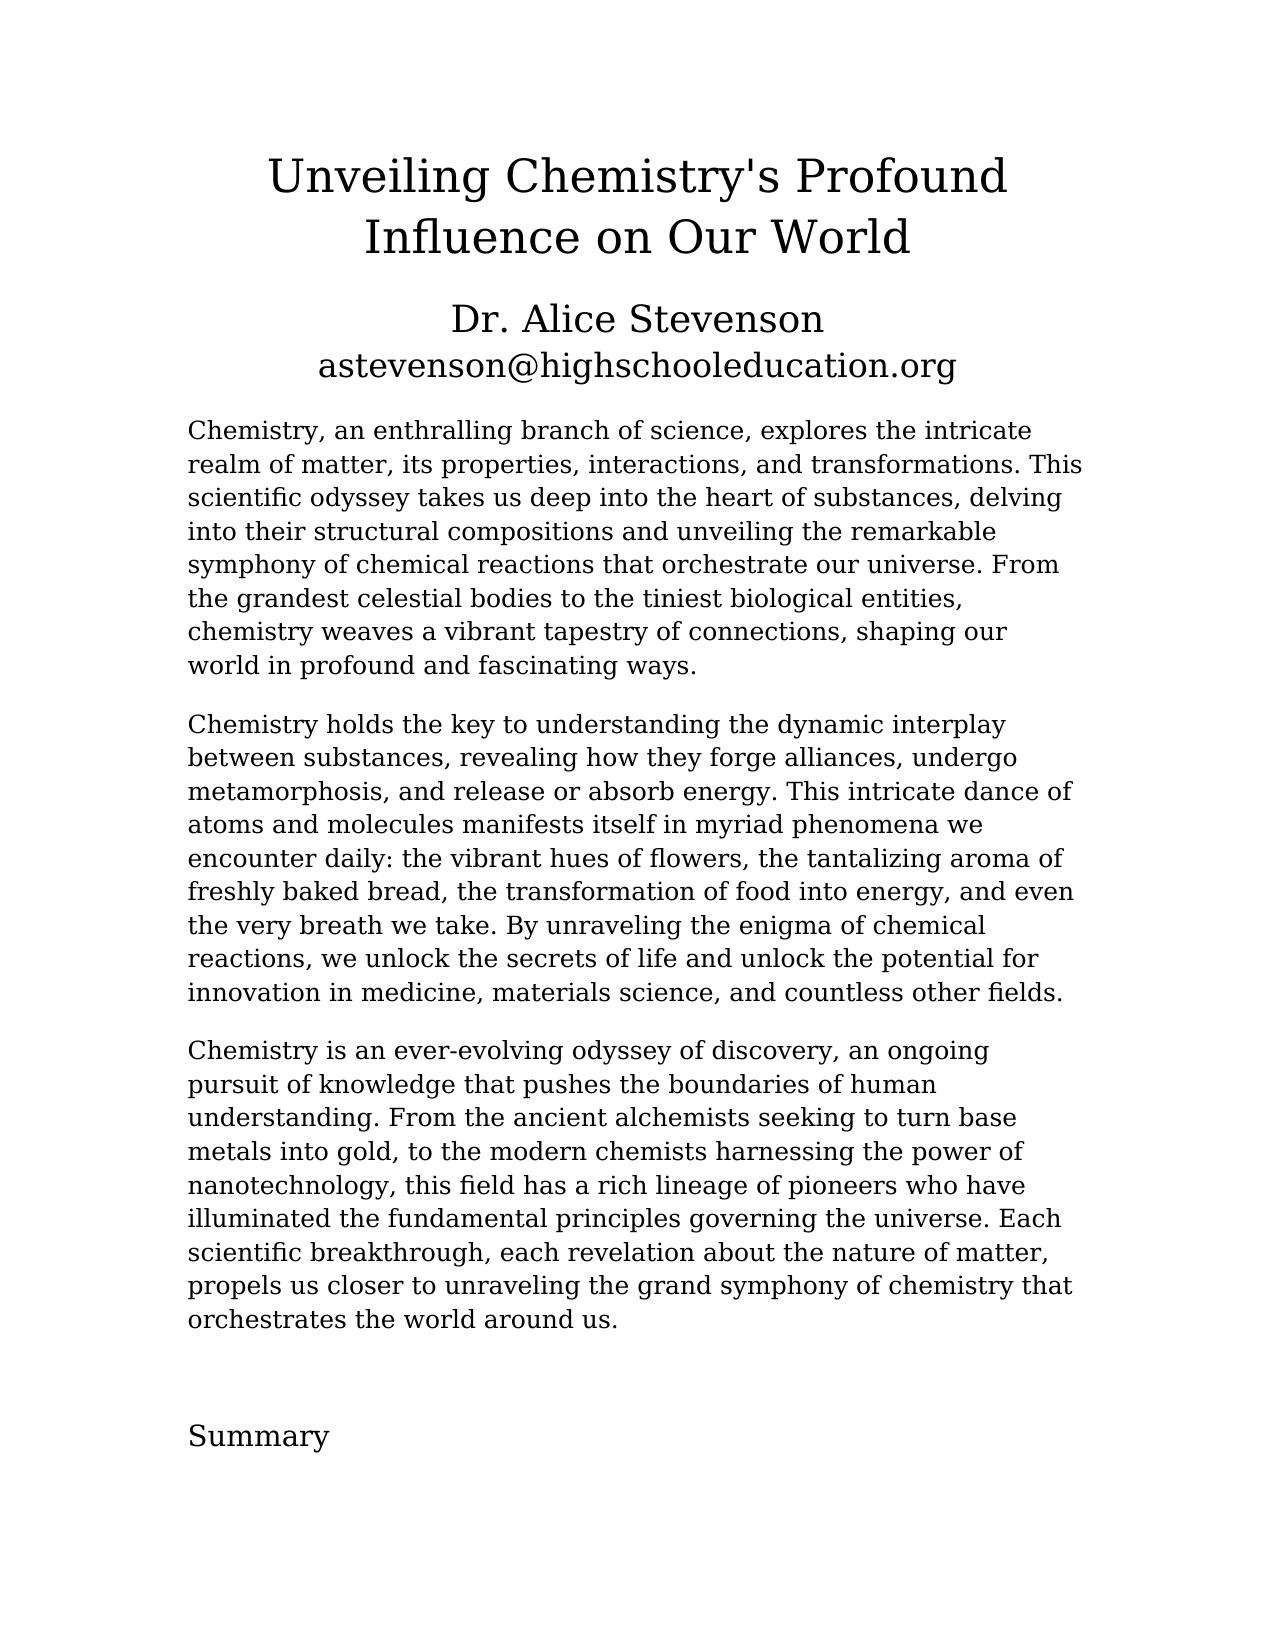 Unveiling Chemistry's Profound
Influence on Our World
Dr. Alice Stevenson
astevenson@highschooleducation.org
Chemistry, an enthralling branch of science, explores the intricate
realm of matter, its properties, interactions, and transformations. This
scientific odyssey takes us deep into the heart of substances, delving
into their structural compositions and unveiling the remarkable
symphony of chemical reactions that orchestrate our universe. From
the grandest celestial bodies to the tiniest biological entities,
chemistry weaves a vibrant tapestry of connections, shaping our
world in profound and fascinating ways.
Chemistry holds the key to understanding the dynamic interplay
between substances, revealing how they forge alliances, undergo
metamorphosis, and release or absorb energy. This intricate dance of
atoms and molecules manifests itself in myriad phenomena we
encounter daily: the vibrant hues of flowers, the tantalizing aroma of
freshly baked bread, the transformation of food into energy, and even
the very breath we take. By unraveling the enigma of chemical
reactions, we unlock the secrets of life and unlock the potential for
innovation in medicine, materials science, and countless other fields.
Chemistry is an ever-evolving odyssey of discovery, an ongoing
pursuit of knowledge that pushes the boundaries of human
understanding. From the ancient alchemists seeking to turn base
metals into gold, to the modern chemists harnessing the power of
nanotechnology, this field has a rich lineage of pioneers who have
illuminated the fundamental principles governing the universe. Each
scientific breakthrough, each revelation about the nature of matter,
propels us closer to unraveling the grand symphony of chemistry that
orchestrates the world around us.
Summary